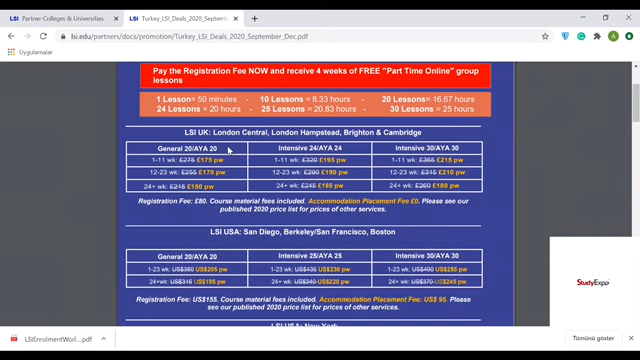 LSI Partner Colleges & Universities
LSI Turkey_LSI_Deals_2020_Septembe
lsi.edu/partners/docs/promotion/Turkey_LSI_Deals_2020_September_Dec.pdf
Uygulamalar
Pay the Registration Fee NOW and receive 4 weeks of FREE "Part Time Online" group
lessons
1 Lesson= 50 minutes - 10 Lessons = 8.33 hours - 20 Lessons = 16.67 hours
24 Lessons = 20 hours - 25 Lessons = 20.83 hours - 30 Lessons = 25 hours
LSI UK: London Central, London Hampstead, Brighton & Cambridge
General 20/AYA 20 Intensive 24/AYA 24 Intensive 30/AYA 30
1-11 wk: £275 £175 pw 1-11 wk: £320 £195 pw 1-11 wk: £365 £215 pw
12-23 wk: £255 £170 pw 12-23 wk: £290 £190 pw 12-23 wk: £315 £210 pw
24+ wk: £215 £150 pw 24+ wk: £245 £165 pw 24+ wk: £260 £180 pw
Registration Fee: £80. Course material fees included. Accommodation Placement Fee £0. Please see our
published 2020 price list for prices of other services.
LSI USA: San Diego, Berkeley/San Francisco, Boston
General 20/AYA 20 Intensive 25/AYA 25 Intensive 30/AYA 30
1-23 wk: US$380 US$205 pw 1-23 wk: US$435 US$230 pw 1-23 wk: US$490 US$255 pw
24+ wk: US$315 US$195 pw 24+ wk: US$340 US$220 pw 24+ wk: US$370 US$245 pw
Registration Fee: US$155. Course material fees included. Accommodation Placement Fee: US$ 95. Please
see our published 2020 price list for prices of other services.
LSI USA: New York
StudyExpo
LSIEnrolmentWorl....pdf
Tümünü göster